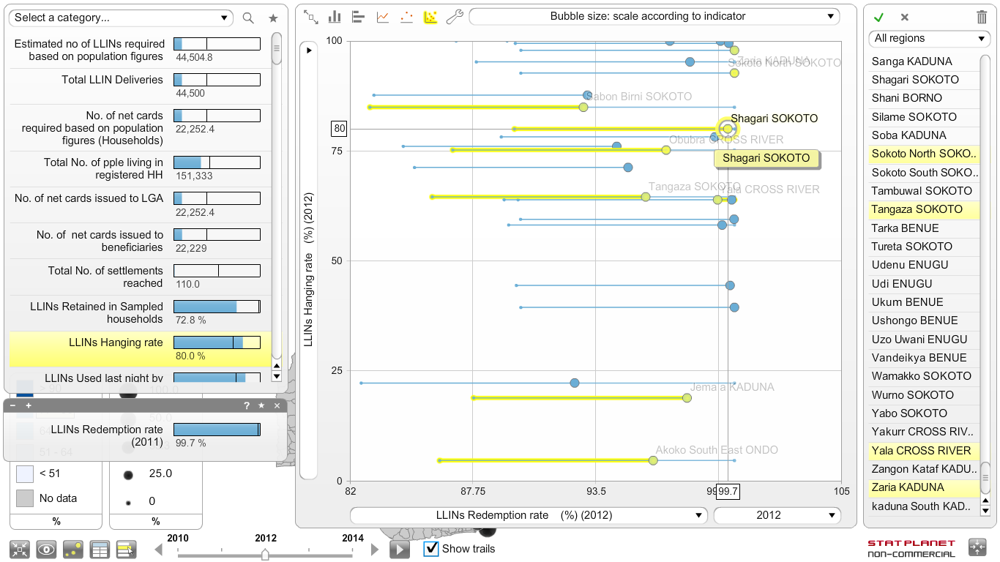 Select a category...
Estimated no of LLINs required
based on population figures
44,504.8
Total LLIN Deliveries
44,500
No. of net cards
required based on population
figures (Households)
22,252.4
Total No. of pple living in
registered HH
151,333
No. of net cards issued to LGA
22,252.4
No. of net cards issued to
beneficiaries
22,229
Total No. of settlements
reached
110.0
LLINs Retained in Sampled
households
72.8 %
LLINs Hanging rate
80.0 %
LLINs Used last night by
> 90
100.0
− + ? ★ ×
LLINs Redemption rate
(2011)
99.7 %
50.0
51 - 64
< 51
No data
%
25.0
0
%
Bubble size: scale according to indicator
LLINs Hanging rate (%) (2012)
100
80
75
50
25
0
82
87.75
93.5
99.7
105
Zaria KADUNA
Sokoto North SOKOTO
Sabon Birni SOKOTO
Shagari SOKOTO
Obubra CROSS RIVER
Shagari SOKOTO
Tangaza SOKOTO
Yala CROSS RIVER
Jema'a KADUNA
Akoko South East ONDO
LLINs Redemption rate (%) (2012)
2012
All regions
Sanga KADUNA
Shagari SOKOTO
Shani BORNO
Silame SOKOTO
Soba KADUNA
Sokoto North SOKO..
Sokoto South SOKO..
Tambuwal SOKOTO
Tangaza SOKOTO
Tarka BENUE
Tureta SOKOTO
Udenu ENUGU
Udi ENUGU
Ukum BENUE
Ushongo BENUE
Uzo Uwani ENUGU
Vandeikya BENUE
Wamakko SOKOTO
Wurno SOKOTO
Yabo SOKOTO
Yakurr CROSS RIV..
Yala CROSS RIVER
Zangon Kataf KADU..
Zaria KADUNA
kaduna South KAD..
2010
2012
2014
Show trails
STATPLANET
NON-COMMERCIAL